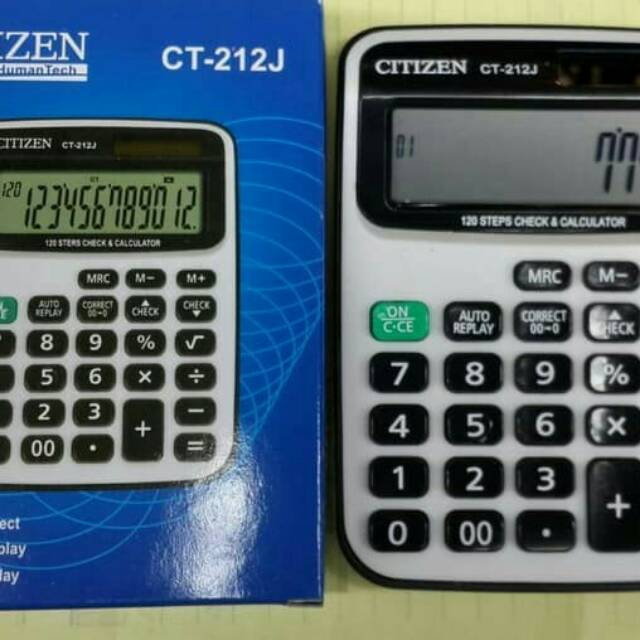 IZEN
HumanTech
CT-212J
CITIZEN CT-212J
120
123456789012.
120 STERS CHECK & CALCULATOR
MRC M− M+
AUTO REPLAY CORRECT 00→0 CHECK CHECK
8 9 % √
5 6 × ÷
2 3 + −
00 · =
ect
play
lay
CITIZEN CT-212J
01
77
120 STEPS CHECK & CALCULATOR
MRC M−
ON
C·CE
AUTO
REPLAY
CORRECT
00→0
CHECK
7 8 9 %
4 5 6 ×
1 2 3 +
0 00 ·